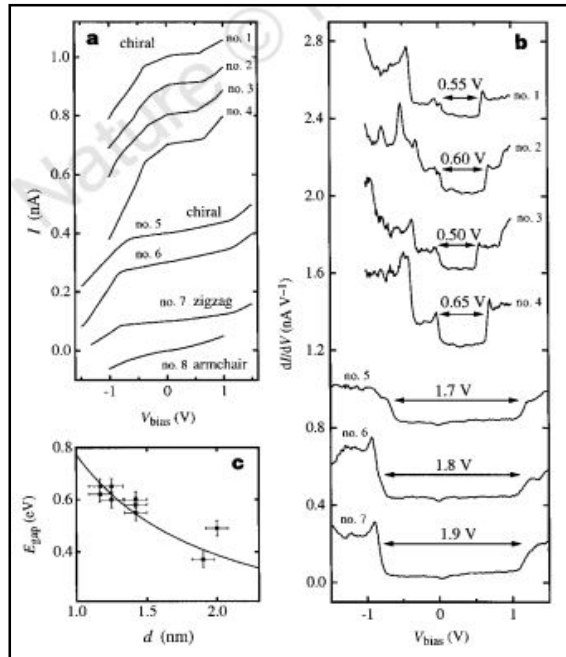 Nature ©
a
chiral
no. 1
no. 2
no. 3
no. 4
chiral
no. 5
no. 6
no. 7 zigzag
no. 8 armchair
I (nA)
1.0
0.8
0.6
0.4
0.2
0.0
-1 0 1
V_bias (V)
b
0.55 V
no. 1
0.60 V
no. 2
0.50 V
no. 3
0.65 V
no. 4
no. 5
1.7 V
no. 6
1.8 V
no. 7
1.9 V
dI/dV (nA V⁻¹)
2.8
2.4
2.0
1.6
1.2
0.8
0.4
0.0
-1 0 1
V_bias (V)
c
E_gap (eV)
0.8
0.6
0.4
1.0 1.5 2.0
d (nm)